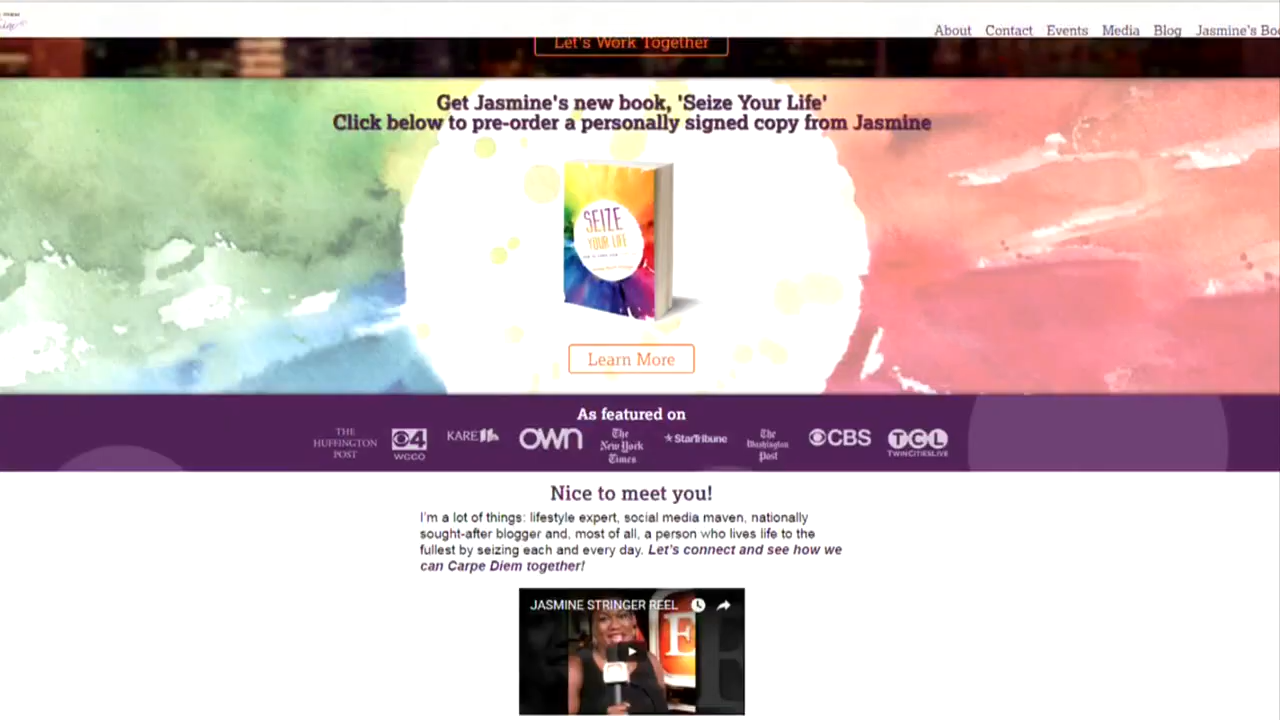 About Contact Events Media Blog Jasmine's Boo
Let's Work Together
Get Jasmine's new book, 'Seize Your Life'
Click below to pre-order a personally signed copy from Jasmine
SEIZE
YOUR LIFE
Learn More
As featured on
THE
HUFFINGTON
POST
4
WCCO
KARE11
OWN
The
New York
Times
StarTribune
The
Washington
Post
CBS
TCL
TWINCITIESLIVE
Nice to meet you!
I'm a lot of things: lifestyle expert, social media maven, nationally
sought-after blogger and, most of all, a person who lives life to the
fullest by seizing each and every day. Let's connect and see how we
can Carpe Diem together!
JASMINE STRINGER REEL
E